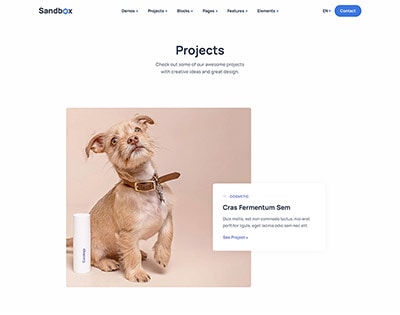 Sandbox
Demos Projects Blocks Pages Features Elements EN Contact
Projects
Check out some of our awesome projects
with creative ideas and great design.
COSMETIC
Cras Fermentum Sem
Duis mollis, est non commodo luctus, nisi erat
porttitor ligula, eget lacinia odio sem nec elit.
See Project